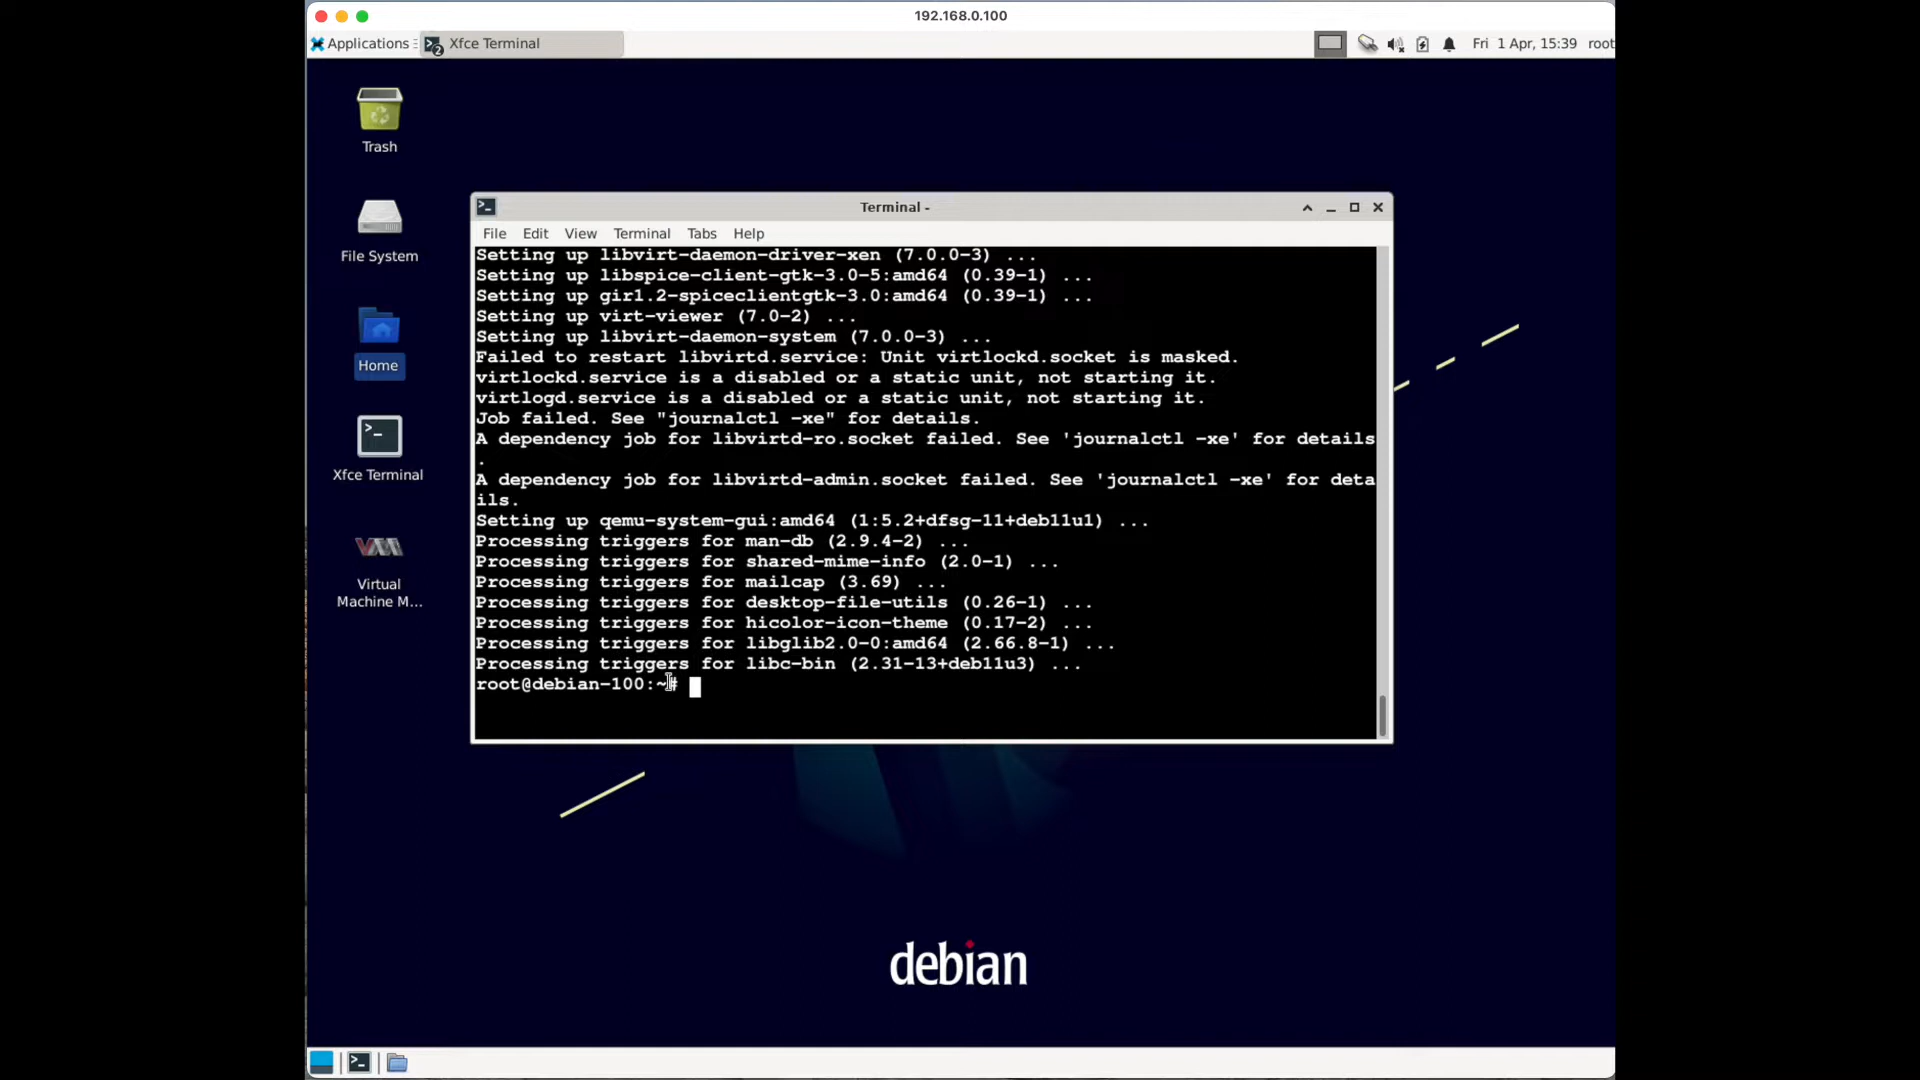 192.168.0.100
Applications
Xfce Terminal
Fri 1 Apr, 15:39
root
Trash
File System
Home
Xfce Terminal
Virtual
Machine M...
Terminal -
File Edit View Terminal Tabs Help
Setting up libvirt-daemon-driver-xen (7.0.0-3) ...
Setting up libspice-client-gtk-3.0-5:amd64 (0.39-1) ...
Setting up gir1.2-spiceclientgtk-3.0:amd64 (0.39-1) ...
Setting up virt-viewer (7.0-2) ...
Setting up libvirt-daemon-system (7.0.0-3) ...
Failed to restart libvirtd.service: Unit virtlockd.socket is masked.
virtlockd.service is a disabled or a static unit, not starting it.
virtlogd.service is a disabled or a static unit, not starting it.
Job failed. See "journalctl -xe" for details.
A dependency job for libvirtd-ro.socket failed. See 'journalctl -xe' for details
.
A dependency job for libvirtd-admin.socket failed. See 'journalctl -xe' for deta
ils.
Setting up qemu-system-gui:amd64 (1:5.2+dfsg-11+deb11u1) ...
Processing triggers for man-db (2.9.4-2) ...
Processing triggers for shared-mime-info (2.0-1) ...
Processing triggers for mailcap (3.69) ...
Processing triggers for desktop-file-utils (0.26-1) ...
Processing triggers for hicolor-icon-theme (0.17-2) ...
Processing triggers for libglib2.0-0:amd64 (2.66.8-1) ...
Processing triggers for libc-bin (2.31-13+deb11u3) ...
root@debian-100:~#
debian